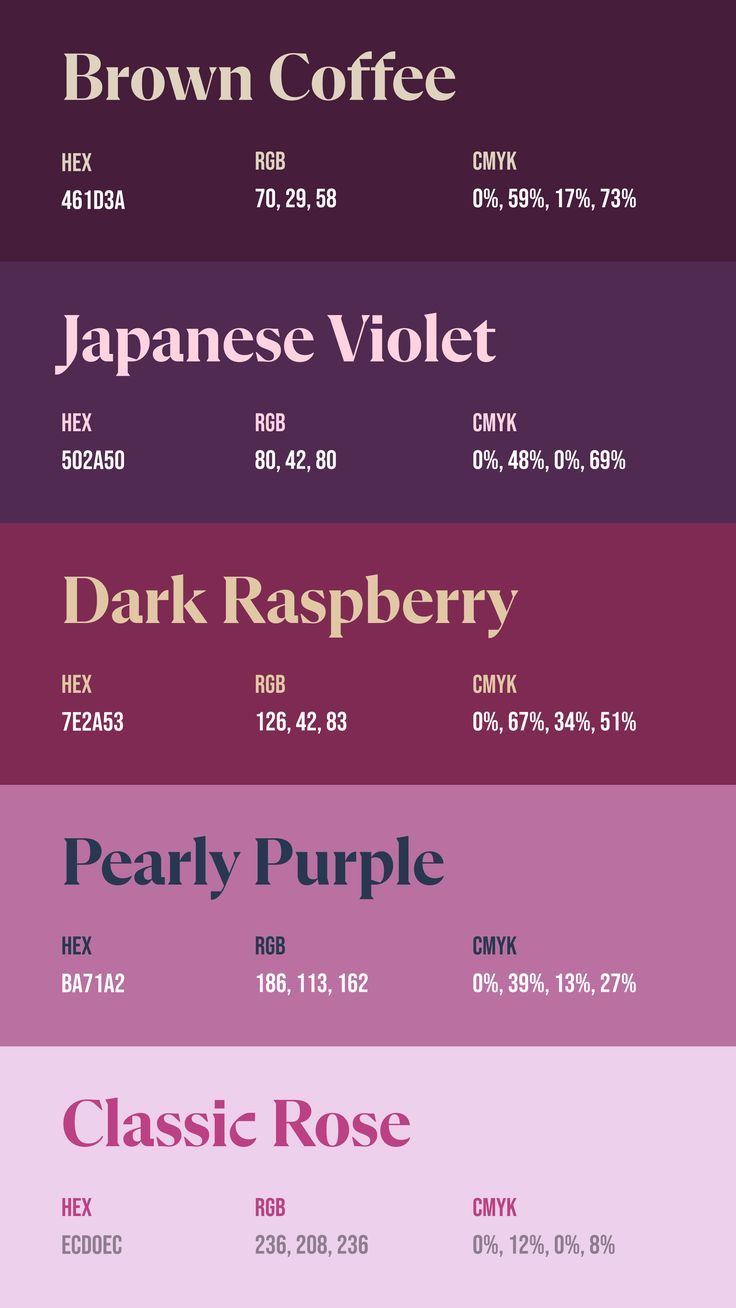 Brown Coffee
HEX RGB CMYK
461D3A 70, 29, 58 0%, 59%, 17%, 73%
Japanese Violet
HEX RGB CMYK
502A50 80, 42, 80 0%, 48%, 0%, 69%
Dark Raspberry
HEX RGB CMYK
7E2A53 126, 42, 83 0%, 67%, 34%, 51%
Pearly Purple
HEX RGB CMYK
BA71A2 186, 113, 162 0%, 39%, 13%, 27%
Classic Rose
HEX RGB CMYK
ECD0EC 236, 208, 236 0%, 12%, 0%, 8%